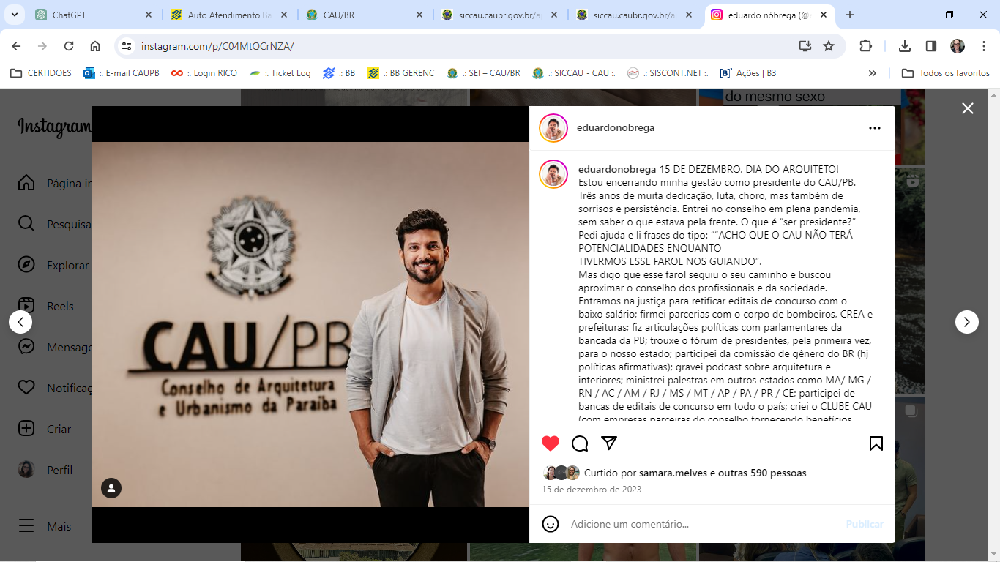 ChatGPT
Auto Atendimento Ba
CAU/BR
siccau.caubr.gov.br/a
siccau.caubr.gov.br/a
eduardo nóbrega (@
instagram.com/p/C04MtQCrNZA/
CERTIDOES
:. E-mail CAUPB
:. Login RICO
:. Ticket Log
.: BB
.: BB GERENC
.: SEI – CAU/BR
.: SICCAU - CAU :.
.: SISCONT.NET :.
Ações | B3
Todos os favoritos
do mesmo sexo
Instagram
Página in
Pesquisa
Explorar
Reels
Mensage
Notificaç
Criar
Perfil
Mais
CAU/PB
Conselho de Arquitetura
e Urbanismo da Paraíba
eduardonobrega
eduardonobrega 15 DE DEZEMBRO, DIA DO ARQUITETO!
Estou encerrando minha gestão como presidente do CAU/PB.
Três anos de muita dedicação, luta, choro, mas também de
sorrisos e persistência. Entrei no conselho em plena pandemia,
sem saber o que estava pela frente. O que é “ser presidente?”
Pedi ajuda e li frases do tipo: ““ACHO QUE O CAU NÃO TERÁ
POTENCIALIDADES ENQUANTO
TIVERMOS ESSE FAROL NOS GUIANDO”.
Mas digo que esse farol seguiu o seu caminho e buscou
aproximar o conselho dos profissionais e da sociedade.
Entramos na justiça para retificar editais de concurso com o
baixo salário; firmei parcerias com o corpo de bombeiros, CREA e
prefeituras; fiz articulações políticas com parlamentares da
bancada da PB; trouxe o fórum de presidentes, pela primeira vez,
para o nosso estado; participei da comissão de gênero do BR (hj
políticas afirmativas); gravei podcast sobre arquitetura e
interiores; ministrei palestras em outros estados como MA/ MG /
RN / AC / AM / RJ / MS / MT / AP / PA / PR / CE; participei de
bancas de editais de concurso em todo o país; criei o CLUBE CAU
(com empresas parceiras do conselho fornecendo benefícios
Curtido por samara.melves e outras 590 pessoas
15 de dezembro de 2023
Adicione um comentário...
Publicar